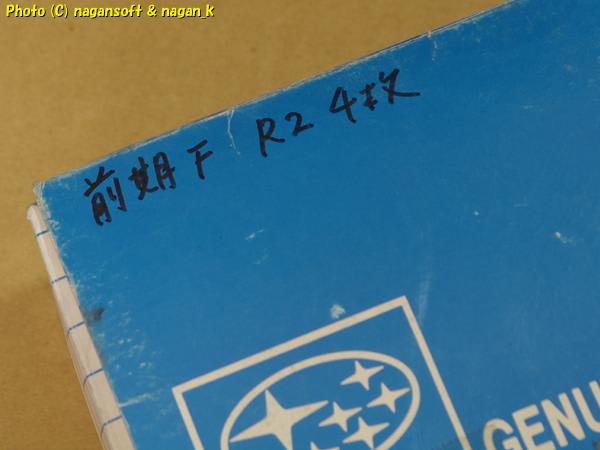 Photo (C) nagansoft & nagan_k
前期F R2 4枚
GENU